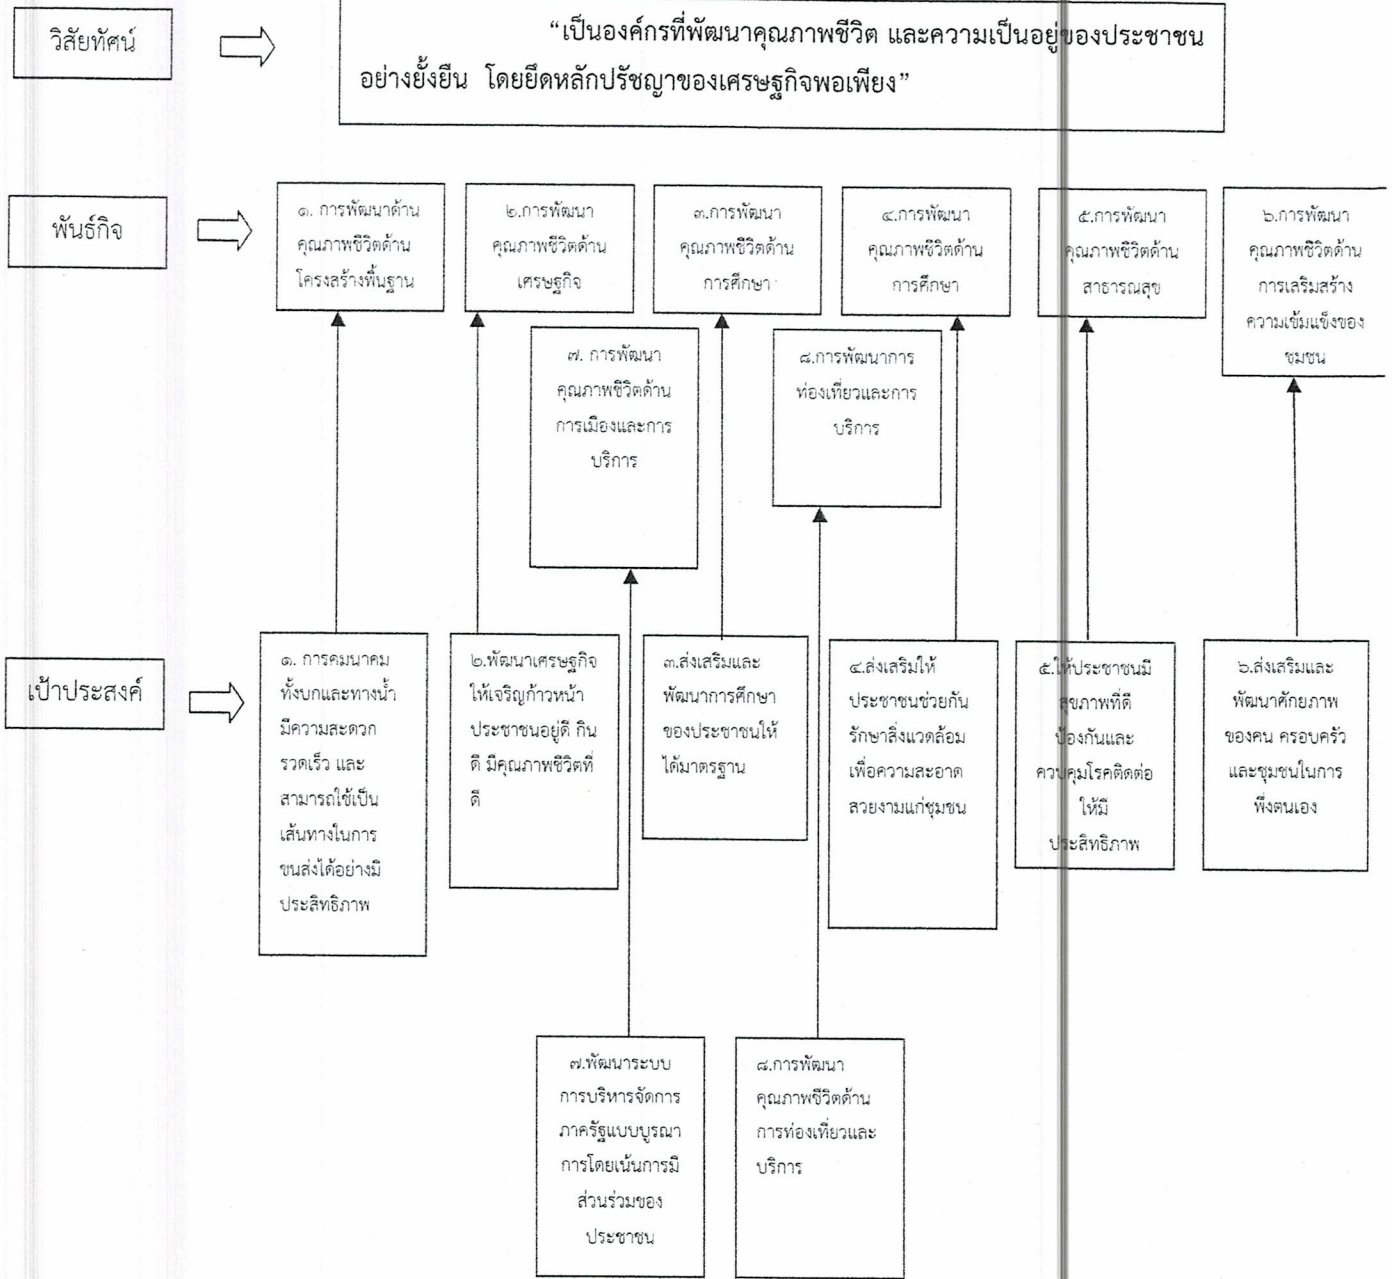 วิสัยทัศน์
“เป็นองค์กรที่พัฒนาคุณภาพชีวิต และความเป็นอยู่ของประชาชน
อย่างยั้งยืน โดยยึดหลักปรัชญาของเศรษฐกิจพอเพียง”
พันธ์กิจ
๑. การพัฒนาด้าน
คุณภาพชีวิตด้าน
โครงสร้างพื้นฐาน
๒.การพัฒนา
คุณภาพชีวิตด้าน
เศรษฐกิจ
๓.การพัฒนา
คุณภาพชีวิตด้าน
การศึกษา
๔.การพัฒนา
คุณภาพชีวิตด้าน
การศึกษา
๕.การพัฒนา
คุณภาพชีวิตด้าน
สาธารณสุข
๖.การพัฒนา
คุณภาพชีวิตด้าน
การเสริมสร้าง
ความเข้มแข็งของ
ชุมชน
๗. การพัฒนา
คุณภาพชีวิตด้าน
การเมืองและการ
บริการ
๘.การพัฒนาการ
ท่องเที่ยวและการ
บริการ
เป้าประสงค์
๑. การคมนาคม
ทั้งบกและทางน้ำ
มีความสะดวก
รวดเร็ว และ
สามารถใช้เป็น
เส้นทางในการ
ขนส่งได้อย่างมี
ประสิทธิภาพ
๒.พัฒนาเศรษฐกิจ
ให้เจริญก้าวหน้า
ประชาชนอยู่ดี กิน
ดี มีคุณภาพชีวิตที่
ดี
๓.ส่งเสริมและ
พัฒนาการศึกษา
ของประชาชนให้
ได้มาตรฐาน
๔.ส่งเสริมให้
ประชาชนช่วยกัน
รักษาสิ่งแวดล้อม
เพื่อความสะอาด
สวยงามแก่ชุมชน
๕.ให้ประชาชนมี
สุขภาพที่ดี
ป้องกันและ
ควบคุมโรคติดต่อ
ให้มี
ประสิทธิภาพ
๖.ส่งเสริมและ
พัฒนาศักยภาพ
ของคน ครอบครัว
และชุมชนในการ
พึ่งตนเอง
๗.พัฒนาระบบ
การบริหารจัดการ
ภาครัฐแบบบูรณา
การโดยเน้นการมี
ส่วนร่วมของ
ประชาชน
๘.การพัฒนา
คุณภาพชีวิตด้าน
การท่องเที่ยวและ
บริการ